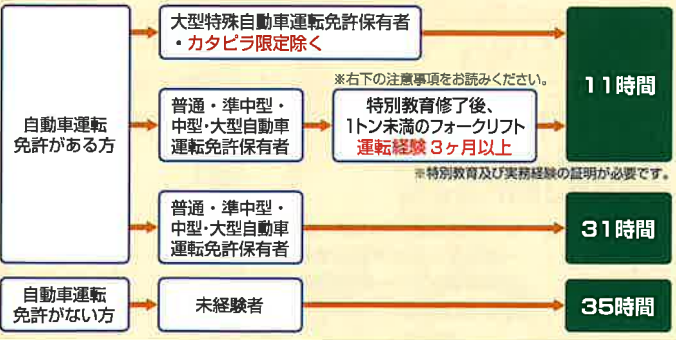 大型特殊自動車運転免許保有者
・カタピラ限定除く
※右下の注意事項をお読みください。
11時間
自動車運転
免許がある方
普通・準中型・
中型・大型自動車
運転免許保有者
特別教育修了後、
1トン未満のフォークリフト
運転経験3ヶ月以上
※特別教育及び実務経験の証明が必要です。
普通・準中型・
中型・大型自動車
運転免許保有者
31時間
自動車運転
免許がない方
未経験者
35時間